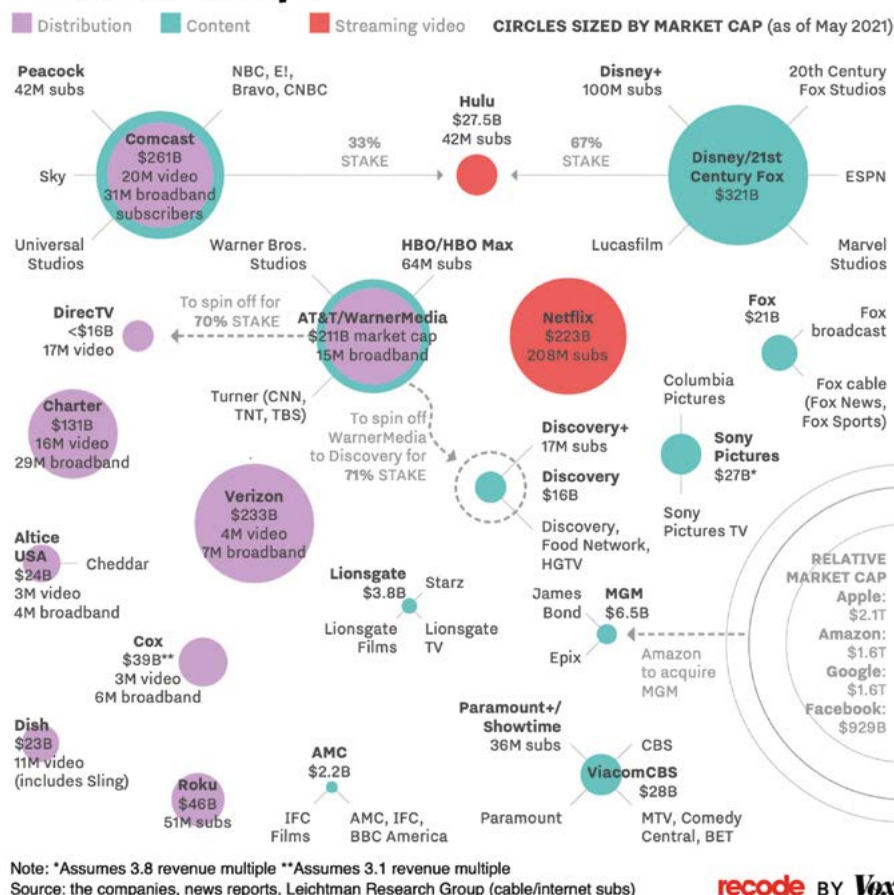 Distribution
Content
Streaming video
CIRCLES SIZED BY MARKET CAP (as of May 2021)
Peacock
42M subs
NBC, E!,
Bravo, CNBC
Comcast
$261B
20M video
31M broadband
subscribers
Sky
Universal
Studios
33%
STAKE
Hulu
$27.5B
42M subs
67%
STAKE
Disney+
100M subs
20th Century
Fox Studios
Disney/21st
Century Fox
$321B
ESPN
Lucasfilm
Marvel
Studios
Warner Bros.
Studios
HBO/HBO Max
64M subs
DirecTV
<$16B
17M video
To spin off for
70% STAKE
AT&T/WarnerMedia
$211B market cap
15M broadband
Turner (CNN,
TNT, TBS)
Netflix
$223B
208M subs
Fox
$21B
Fox
broadcast
Fox cable
(Fox News,
Fox Sports)
Charter
$131B
16M video
29M broadband
To spin off
WarnerMedia
to Discovery for
71% STAKE
Discovery+
17M subs
Discovery
$16B
Discovery,
Food Network,
HGTV
Columbia
Pictures
Sony
Pictures
$27B*
Sony
Pictures TV
Verizon
$233B
4M video
7M broadband
Altice
USA
$24B
3M video
4M broadband
Cheddar
Lionsgate
$3.8B
Starz
Lionsgate
Films
Lionsgate
TV
James
Bond
MGM
$6.5B
Epix
Amazon
to acquire
MGM
RELATIVE
MARKET CAP
Apple:
$2.1T
Amazon:
$1.6T
Google:
$1.6T
Facebook:
$929B
Cox
$39B**
3M video
6M broadband
Dish
$23B
11M video
(includes Sling)
Roku
$46B
51M subs
AMC
$2.2B
IFC
Films
AMC, IFC,
BBC America
Paramount+/
Showtime
36M subs
CBS
ViacomCBS
$28B
Paramount
MTV, Comedy
Central, BET
Note: *Assumes 3.8 revenue multiple **Assumes 3.1 revenue multiple
Source: the companies, news reports, Leichtman Research Group (cable/internet subs)
recode BY Vox